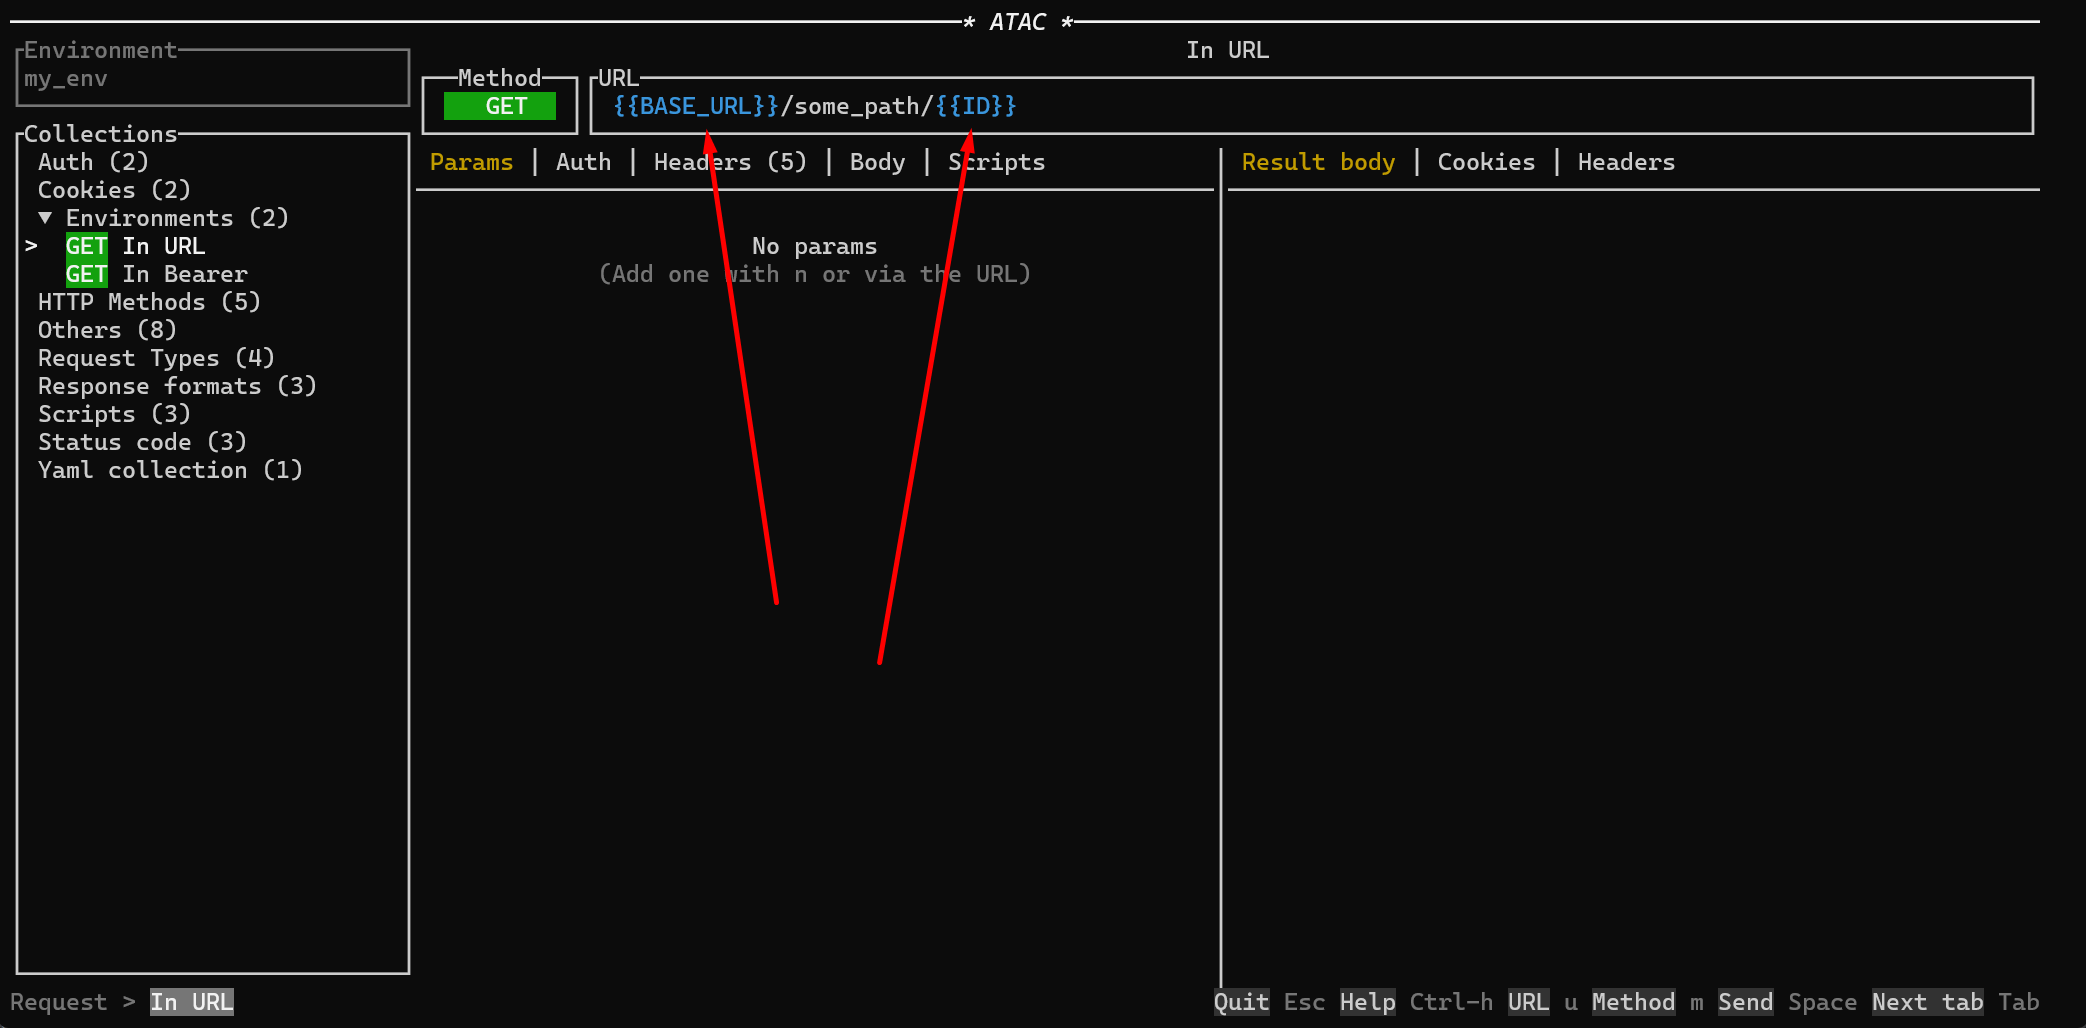 * ATAC *
Environment
my_env
In URL
Method
GET
URL
{{BASE_URL}}/some_path/{{ID}}
Collections
Auth (2)
Cookies (2)
▼ Environments (2)
> GET In URL
GET In Bearer
HTTP Methods (5)
Others (8)
Request Types (4)
Response formats (3)
Scripts (3)
Status code (3)
Yaml collection (1)
Params | Auth | Headers (5) | Body | Scripts
No params
(Add one with n or via the URL)
Result body | Cookies | Headers
Request > In URL
Quit Esc Help Ctrl-h URL u Method m Send Space Next tab Tab